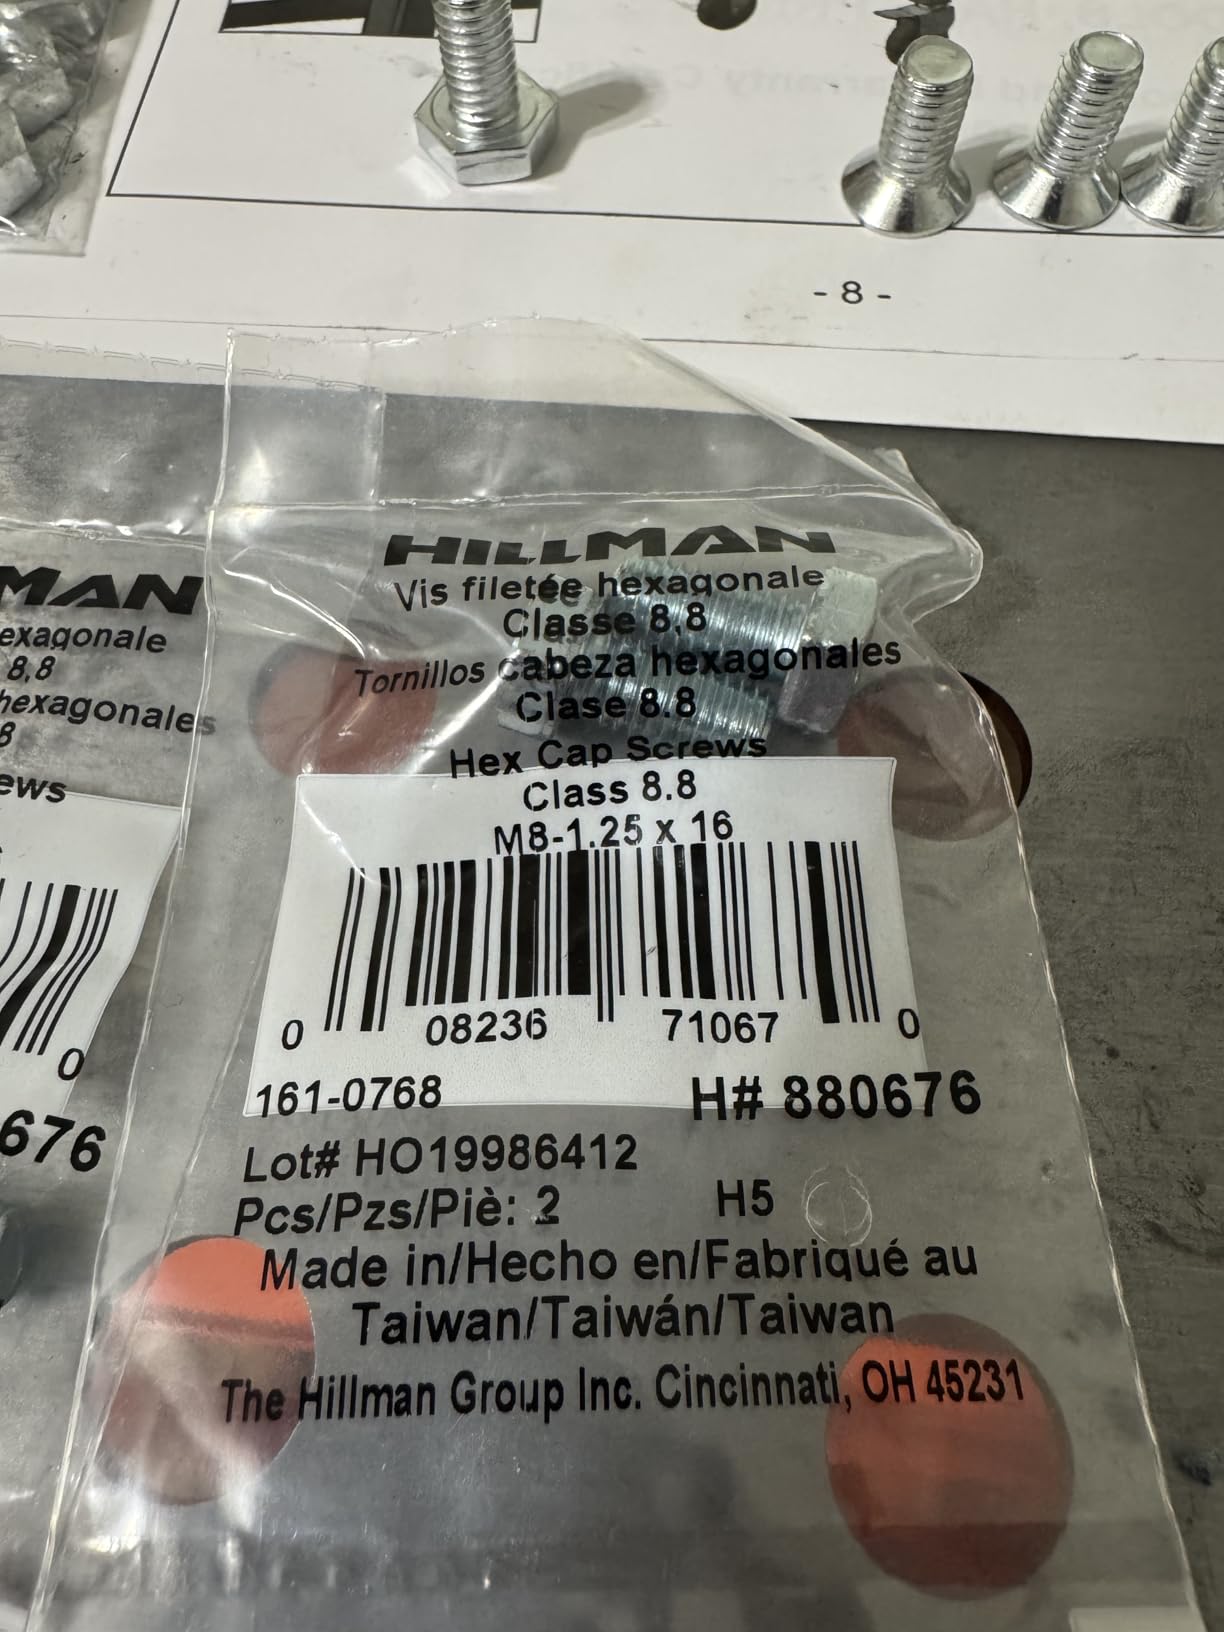 - 8 -
HILLMAN
Vis filetée hexagonale
Classe 8,8
Tornillos cabeza hexagonales
Clase 8.8
Hex Cap Screws
Class 8.8
M8-1.25 x 16
0 08236 71067 0
161-0768 H# 880676
Lot# HO19986412
Pcs/Pzs/Piè: 2 H5
Made in/Hecho en/Fabriqué au
Taiwan/Taiwán/Taiwan
The Hillman Group Inc. Cincinnati, OH 45231
MAN
exagonale
8,8
hexagonales
8
ews
0
676